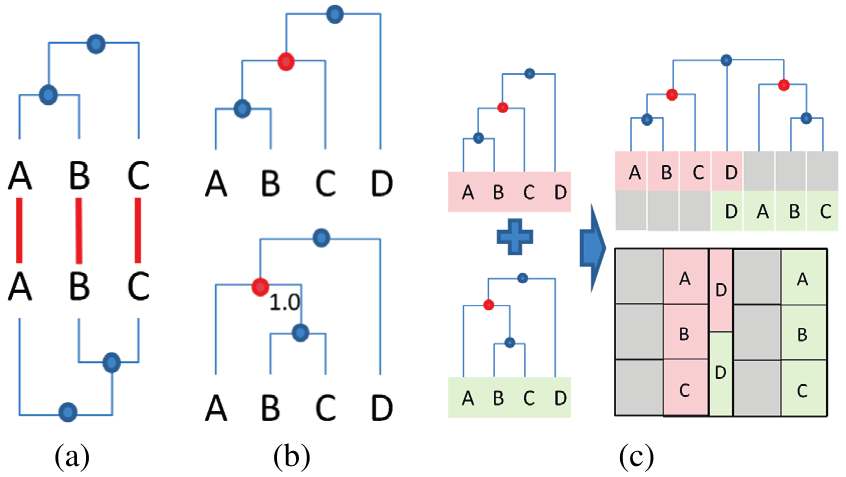 A B C
A B C
(a)
A B C D
1.0
A B C D
(b)
A B C D
A B C D
A B C D
D A B C
A D A
B B
D
C C
(c)